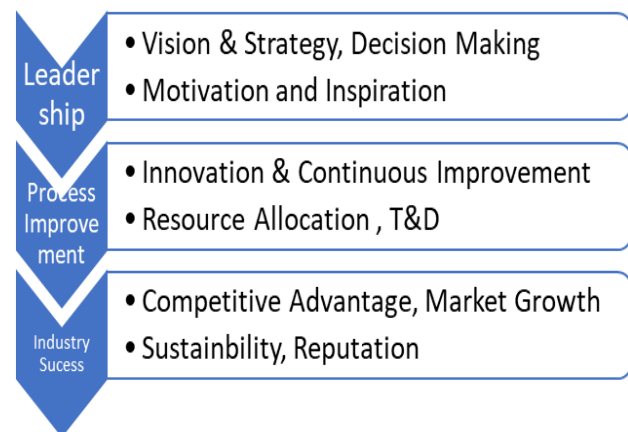 Leader
ship
• Vision & Strategy, Decision Making
• Motivation and Inspiration
Process
Improve
ment
• Innovation & Continuous Improvement
• Resource Allocation , T&D
Industry
Sucess
• Competitive Advantage, Market Growth
• Sustainbility, Reputation